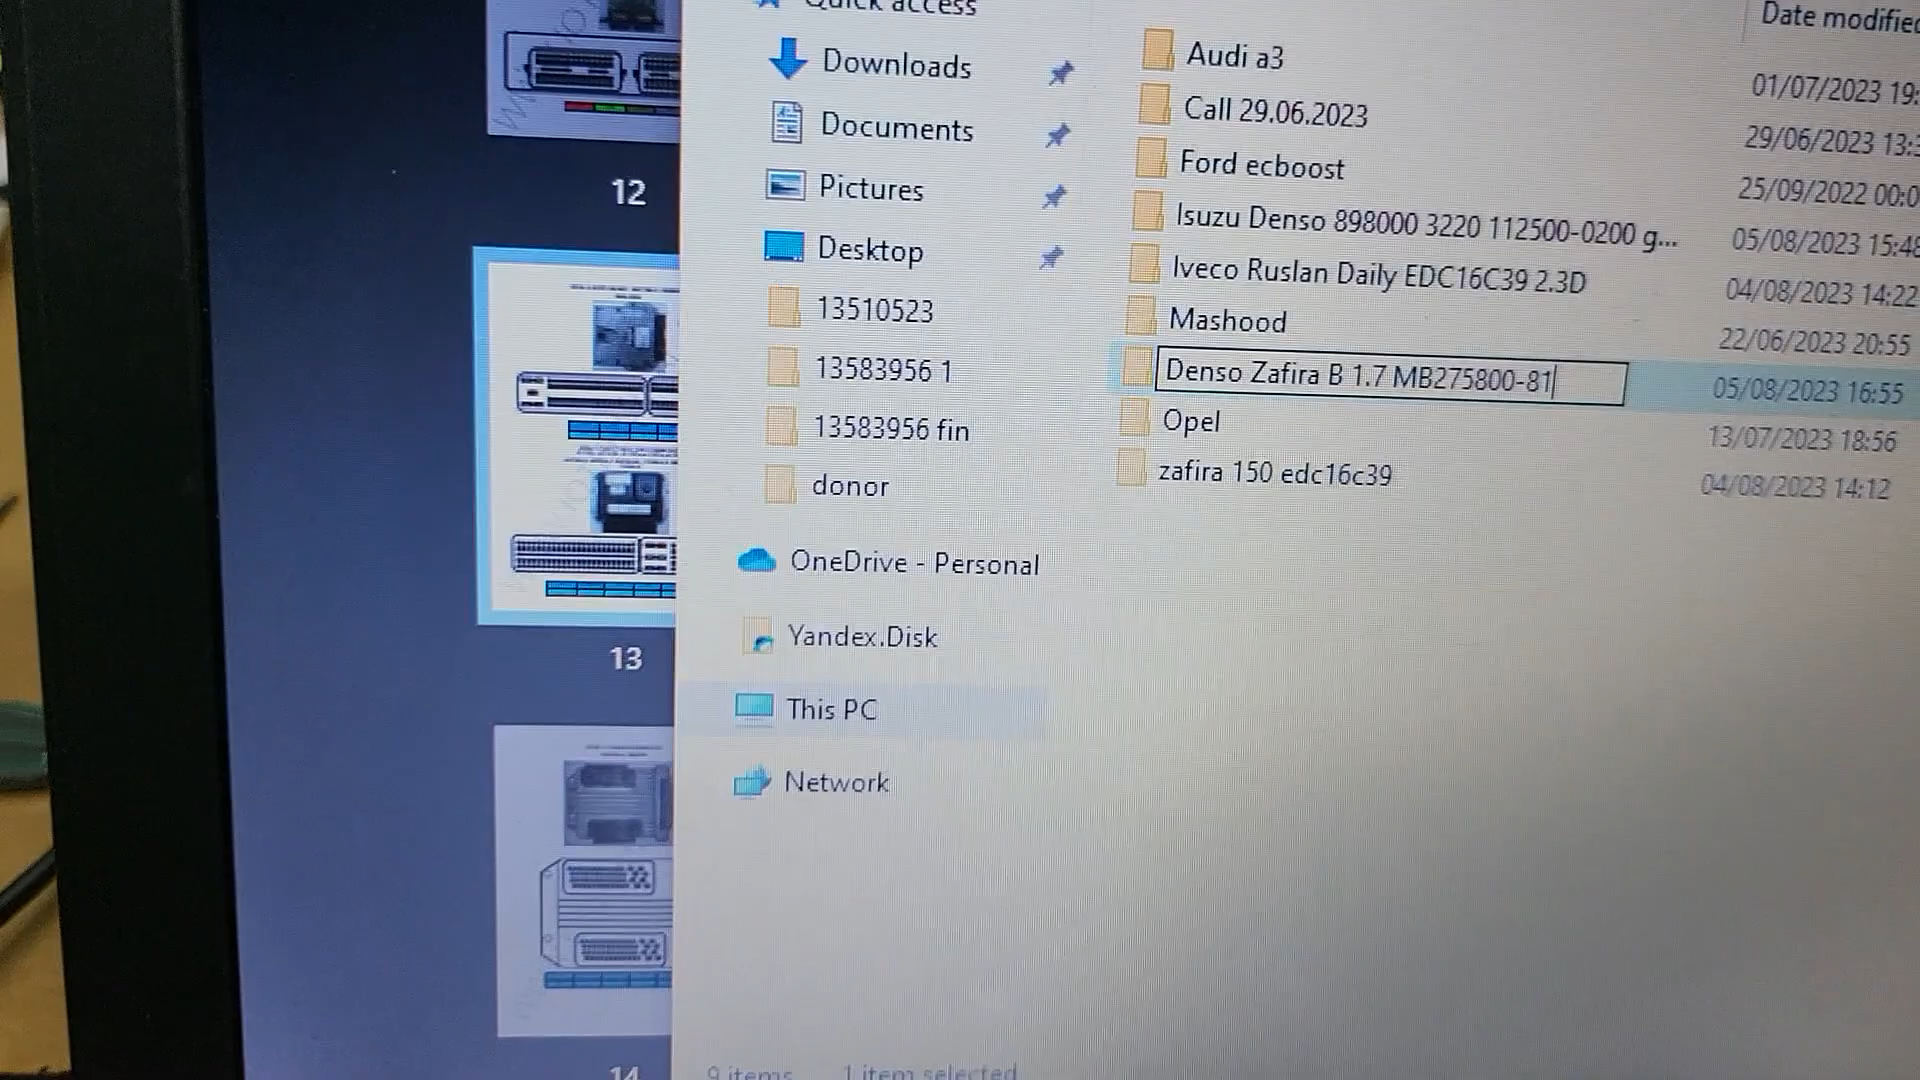 Quick access
Downloads
Documents
Pictures
Desktop
13510523
13583956 1
13583956 fin
donor
OneDrive - Personal
Yandex.Disk
This PC
Network
Date modified
Audi a3
01/07/2023 19:
Call 29.06.2023
29/06/2023 13:3
Ford ecboost
25/09/2022 00:0
Isuzu Denso 898000 3220 112500-0200 g...
05/08/2023 15:48
Iveco Ruslan Daily EDC16C39 2.3D
04/08/2023 14:22
Mashood
22/06/2023 20:55
Denso Zafira B 1.7 MB275800-81
05/08/2023 16:55
Opel
13/07/2023 18:56
zafira 150 edc16c39
04/08/2023 14:12
12
13
14
9 items 1 item selected